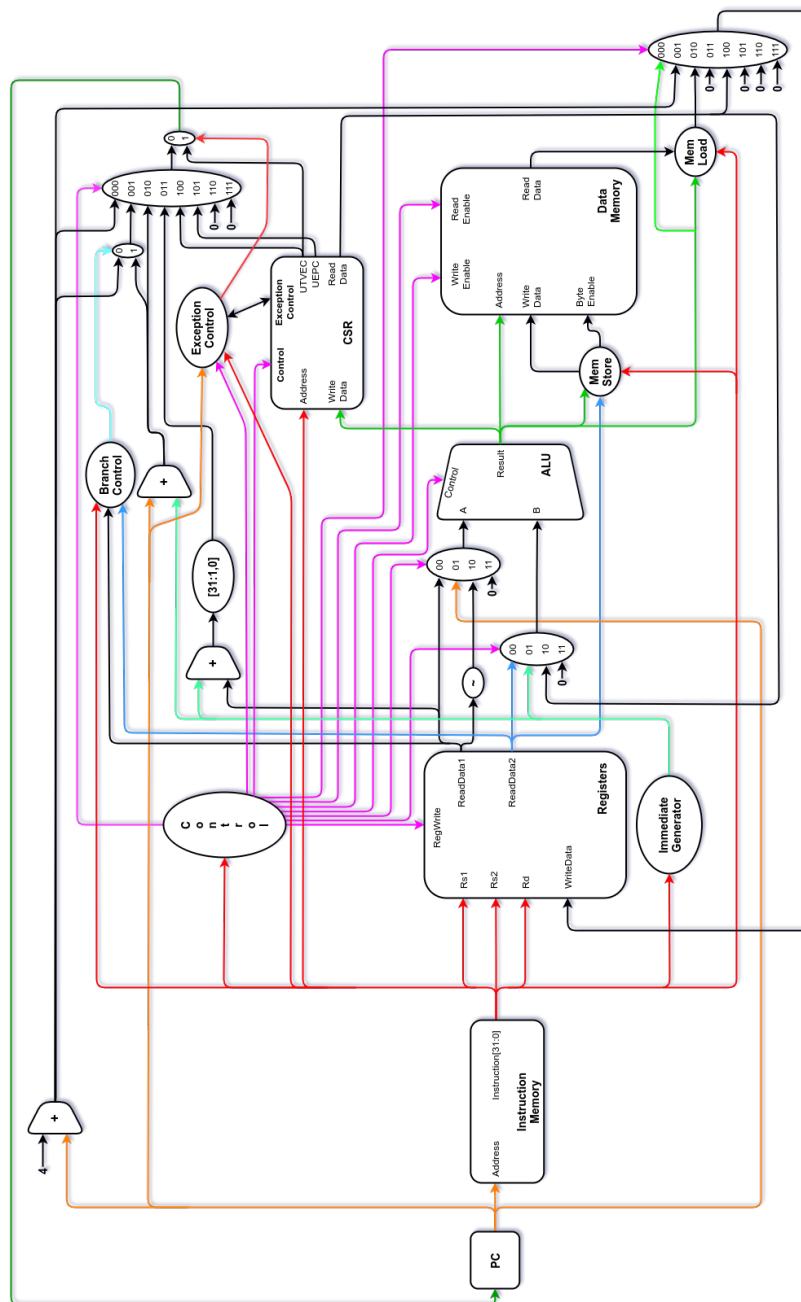 4
+
PC
Address
Instruction[31:0]
Instruction
Memory
C
o
n
t
r
o
l
RegWrite
Rs1
Rs2
Rd
WriteData
ReadData1
ReadData2
Registers
Immediate
Generator
+
[31:1,0]
Branch
Control
+
Exception
Control
0
1
000
001
010
011
100
101
110
111
0
0
0
1
Control
Exception
Control
Address
Write
Data
UTVEC
UEPC
Read
Data
CSR
~
00
01
10
11
0
00
01
10
11
0
Control
A
B
Result
ALU
Mem
Store
Write
Enable
Read
Enable
Address
Write
Data
Byte
Enable
Read
Data
Data
Memory
Mem
Load
000
001
010
011
100
101
110
111
0
0
0
0